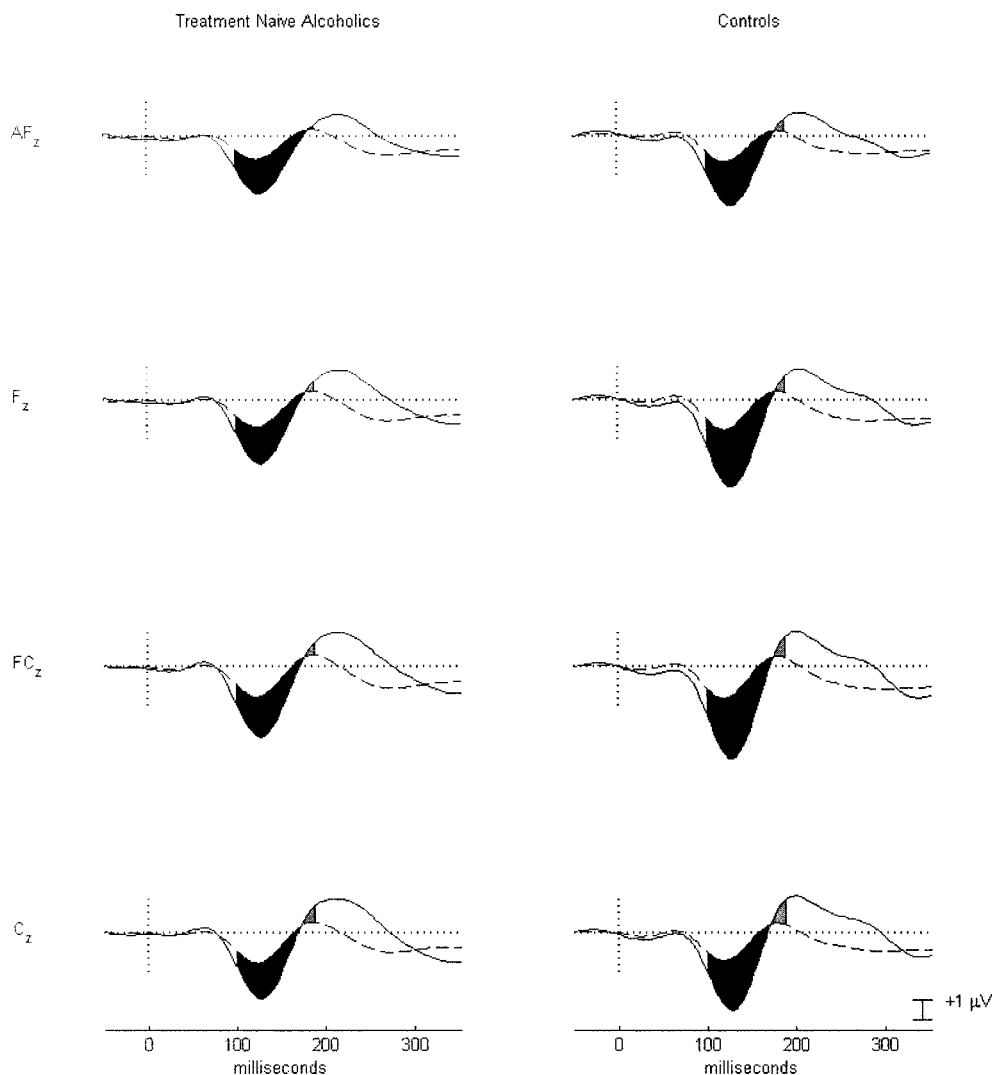 Treatment Naive Alcoholics Controls
AFz
Fz
FCz
Cz
+1 μV
0 100 200 300 0 100 200 300
milliseconds milliseconds